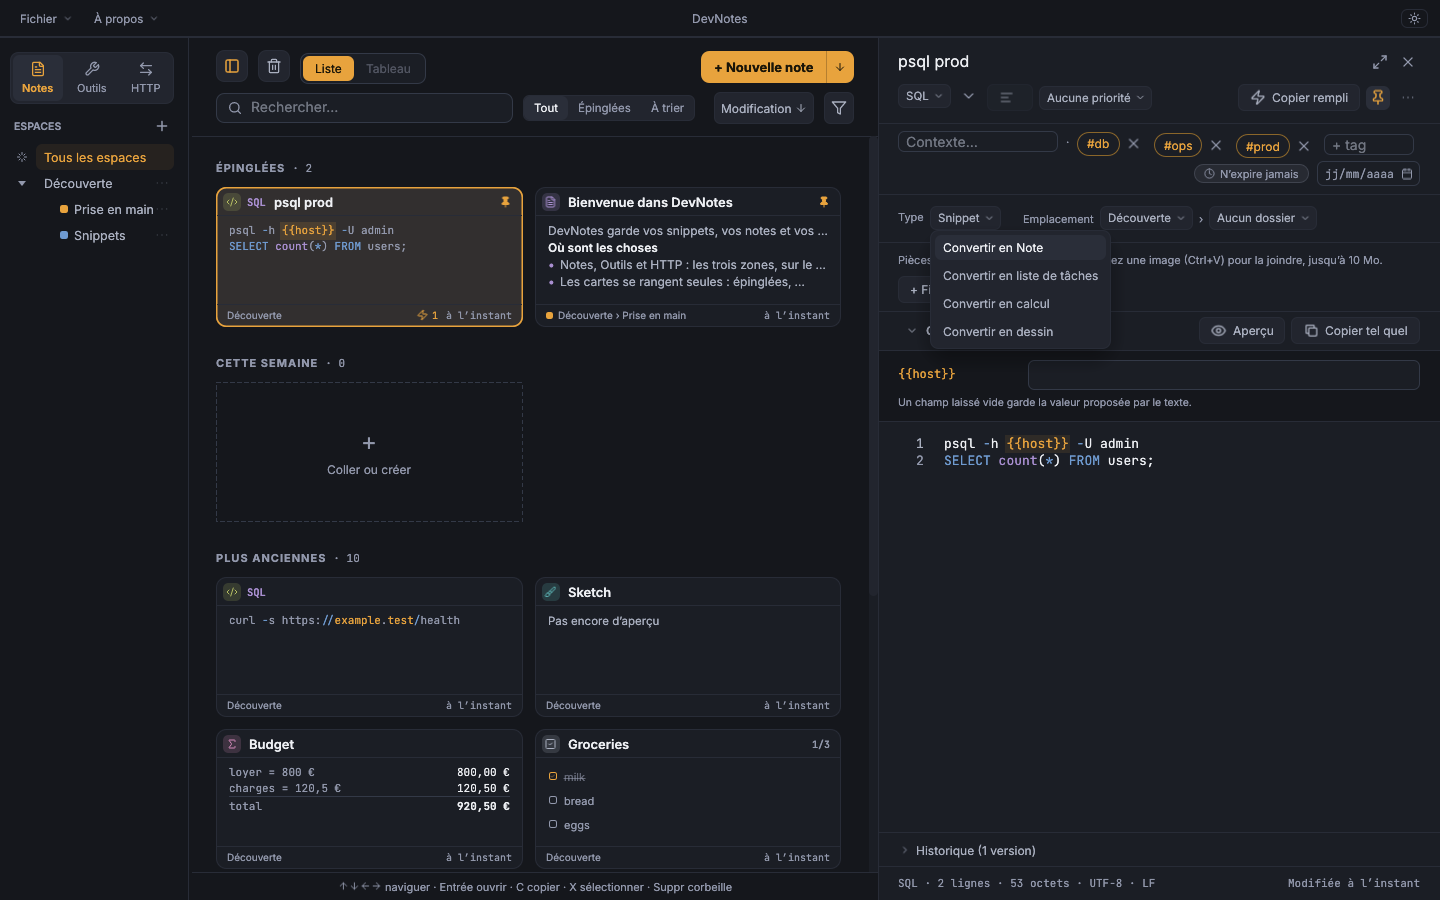 Fichier
À propos
DevNotes
Notes
Outils
HTTP
ESPACES
Tous les espaces
Découverte
Prise en main
Snippets
Liste
Tableau
+ Nouvelle note
Rechercher...
Tout
Épinglées
À trier
Modification
ÉPINGLÉES · 2
SQL psql prod
psql -h {{host}} -U admin
SELECT count(*) FROM users;
Découverte
1 à l’instant
Bienvenue dans DevNotes
DevNotes garde vos snippets, vos notes et vos ...
Où sont les choses
• Notes, Outils et HTTP : les trois zones, sur le ...
• Les cartes se rangent seules : épinglées, ...
Découverte › Prise en main
à l’instant
CETTE SEMAINE · 0
+
Coller ou créer
PLUS ANCIENNES · 10
SQL
curl -s https://example.test/health
Découverte
à l’instant
Sketch
Pas encore d’aperçu
Découverte
à l’instant
Budget
loyer = 800 € 800,00 €
charges = 120,5 € 120,50 €
total 920,50 €
Découverte
à l’instant
Groceries 1/3
milk
bread
eggs
Découverte
à l’instant
↑↓←→ naviguer · Entrée ouvrir · C copier · X sélectionner · Suppr corbeille
psql prod
SQL
Aucune priorité
Copier rempli
Contexte...
· #db
#ops
#prod
+ tag
N’expire jamais
jj/mm/aaaa
Type Snippet
Emplacement Découverte › Aucun dossier
Convertir en Note
Convertir en liste de tâches
Convertir en calcul
Convertir en dessin
Pièces
ez une image (Ctrl+V) pour la joindre, jusqu’à 10 Mo.
+ Fi
Aperçu
Copier tel quel
{{host}}
Un champ laissé vide garde la valeur proposée par le texte.
1 psql -h {{host}} -U admin
2 SELECT count(*) FROM users;
Historique (1 version)
SQL · 2 lignes · 53 octets · UTF-8 · LF
Modifiée à l’instant